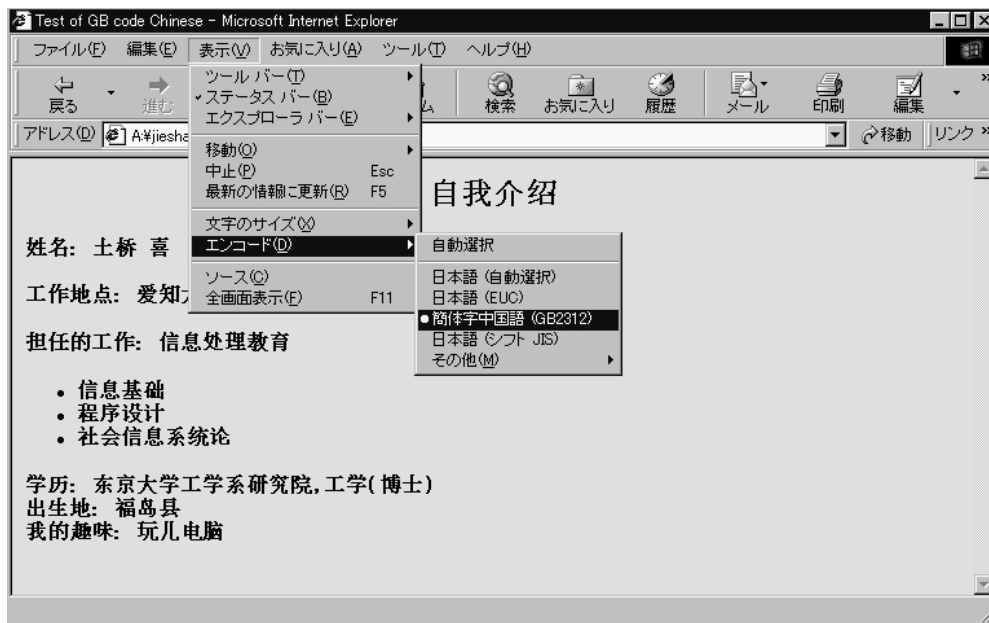 Test of GB code Chinese - Microsoft Internet Explorer
ファイル(F) 編集(E) 表示(V) お気に入り(A) ツール(T) ヘルプ(H)
戻る 進む 検索 お気に入り 履歴 メール 印刷 編集
アドレス(D) A:¥jiesha 移動 リンク »
ツール バー(T)
ステータス バー(B)
エクスプローラ バー(E)
移動(O)
中止(P) Esc
最新の情報に更新(R) F5
文字のサイズ(X)
エンコード(D)
ソース(C)
全画面表示(F) F11
自動選択
日本語 (自動選択)
日本語 (EUC)
簡体字中国語 (GB2312)
日本語 (シフト JIS)
その他(M)
自我介绍
姓名: 土桥 喜
工作地点: 爱知
担任的工作: 信息处理教育
• 信息基础
• 程序设计
• 社会信息系统论
学历: 东京大学工学系研究院,工学(博士)
出生地: 福岛县
我的趣味: 玩儿电脑